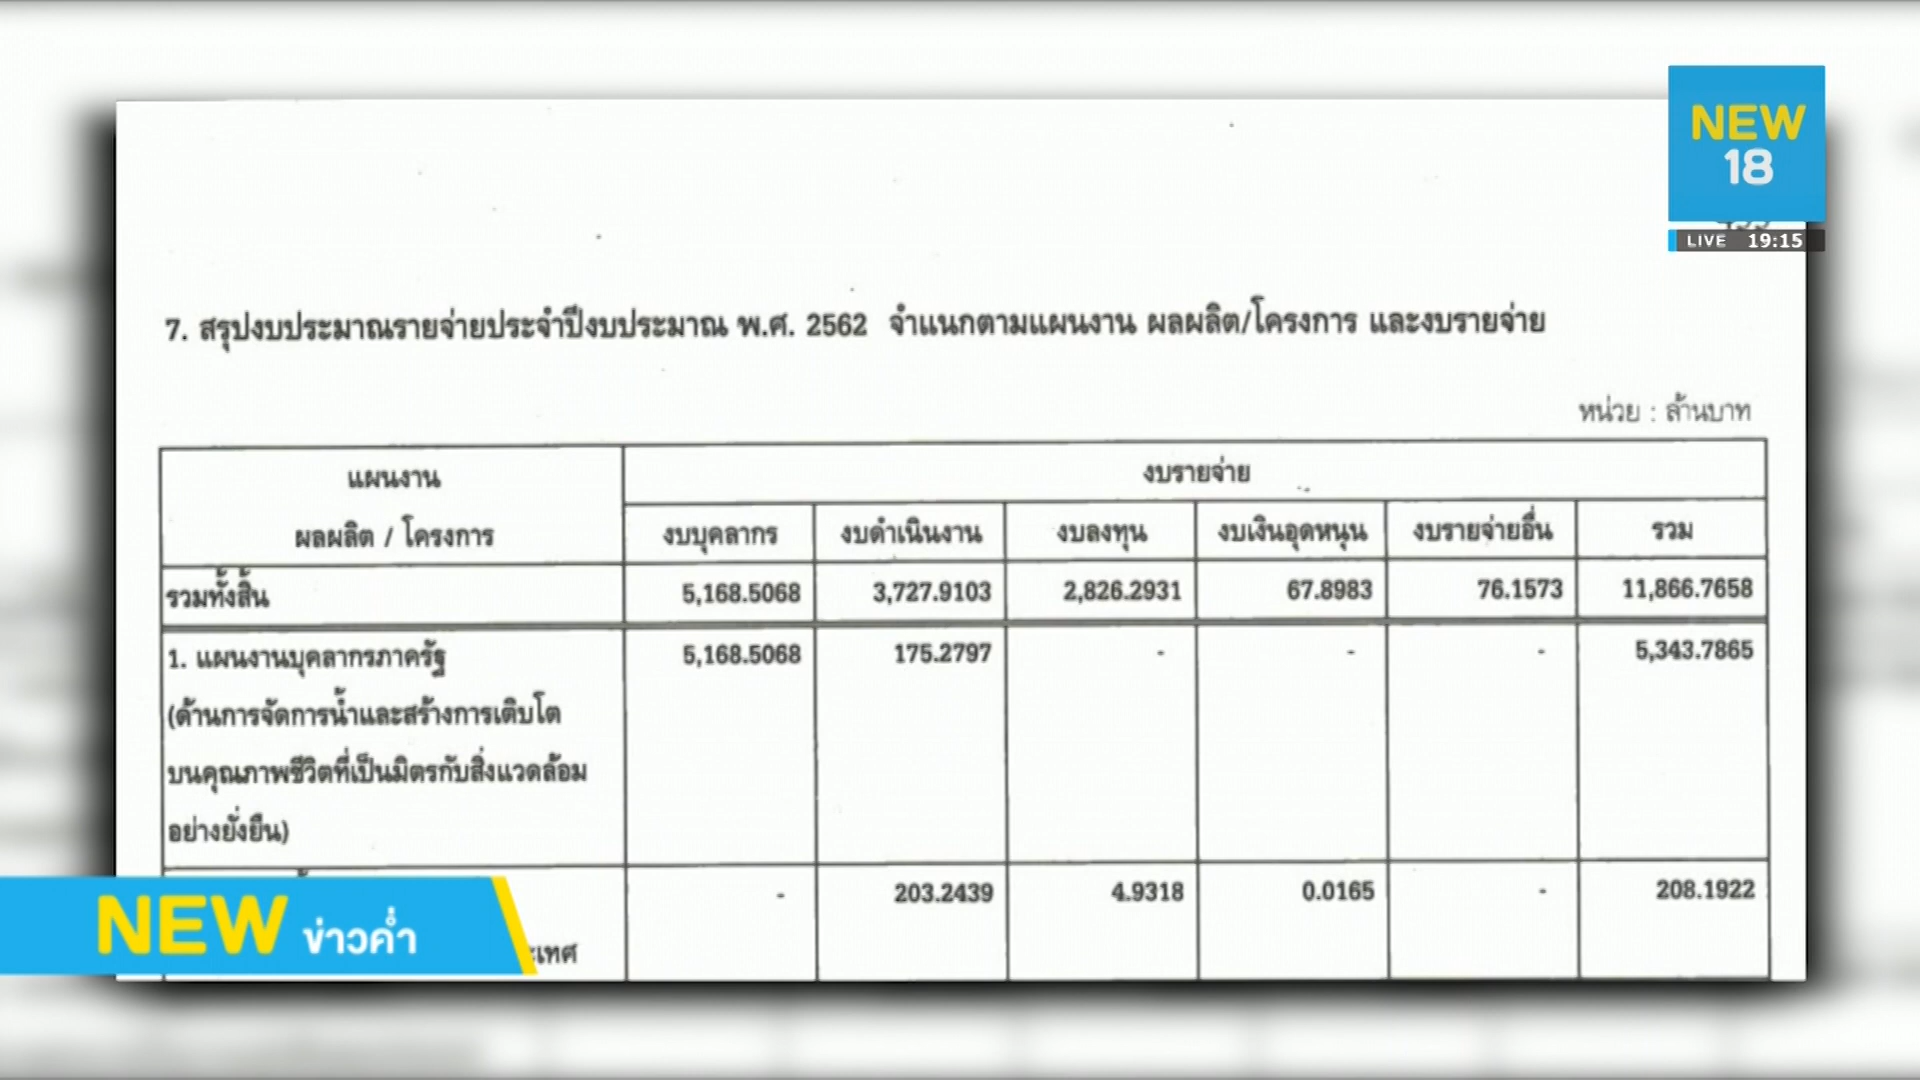 NEW
18
LIVE 19:15
7. สรุปงบประมาณรายจ่ายประจำปีงบประมาณ พ.ศ. 2562 จำแนกตามแผนงาน ผลผลิต/โครงการ และงบรายจ่าย
หน่วย : ล้านบาท
แผนงาน
ผลผลิต / โครงการ
งบรายจ่าย
งบบุคลากร งบดำเนินงาน งบลงทุน งบเงินอุดหนุน งบรายจ่ายอื่น รวม
รวมทั้งสิ้น 5,168.5068 3,727.9103 2,826.2931 67.8983 76.1573 11,866.7658
1. แผนงานบุคลากรภาครัฐ 5,168.5068 175.2797 - - - 5,343.7865
(ด้านการจัดการน้ำและสร้างการเติบโต
บนคุณภาพชีวิตที่เป็นมิตรกับสิ่งแวดล้อม
อย่างยั่งยืน)
- 203.2439 4.9318 0.0165 - 208.1922
NEW ข่าวค่ำ